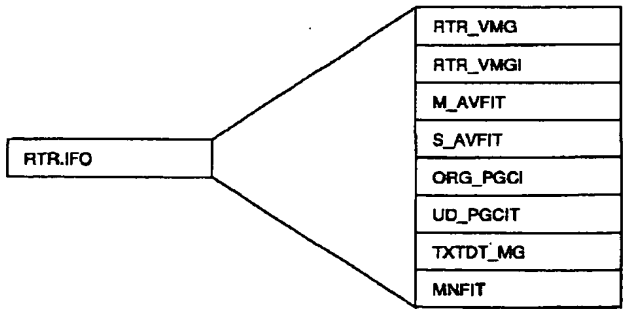 RTR.IFO
RTR_VMG
RTR_VMGI
M_AVFIT
S_AVFIT
ORG_PGCI
UD_PGCIT
TXTDT_MG
MNFIT